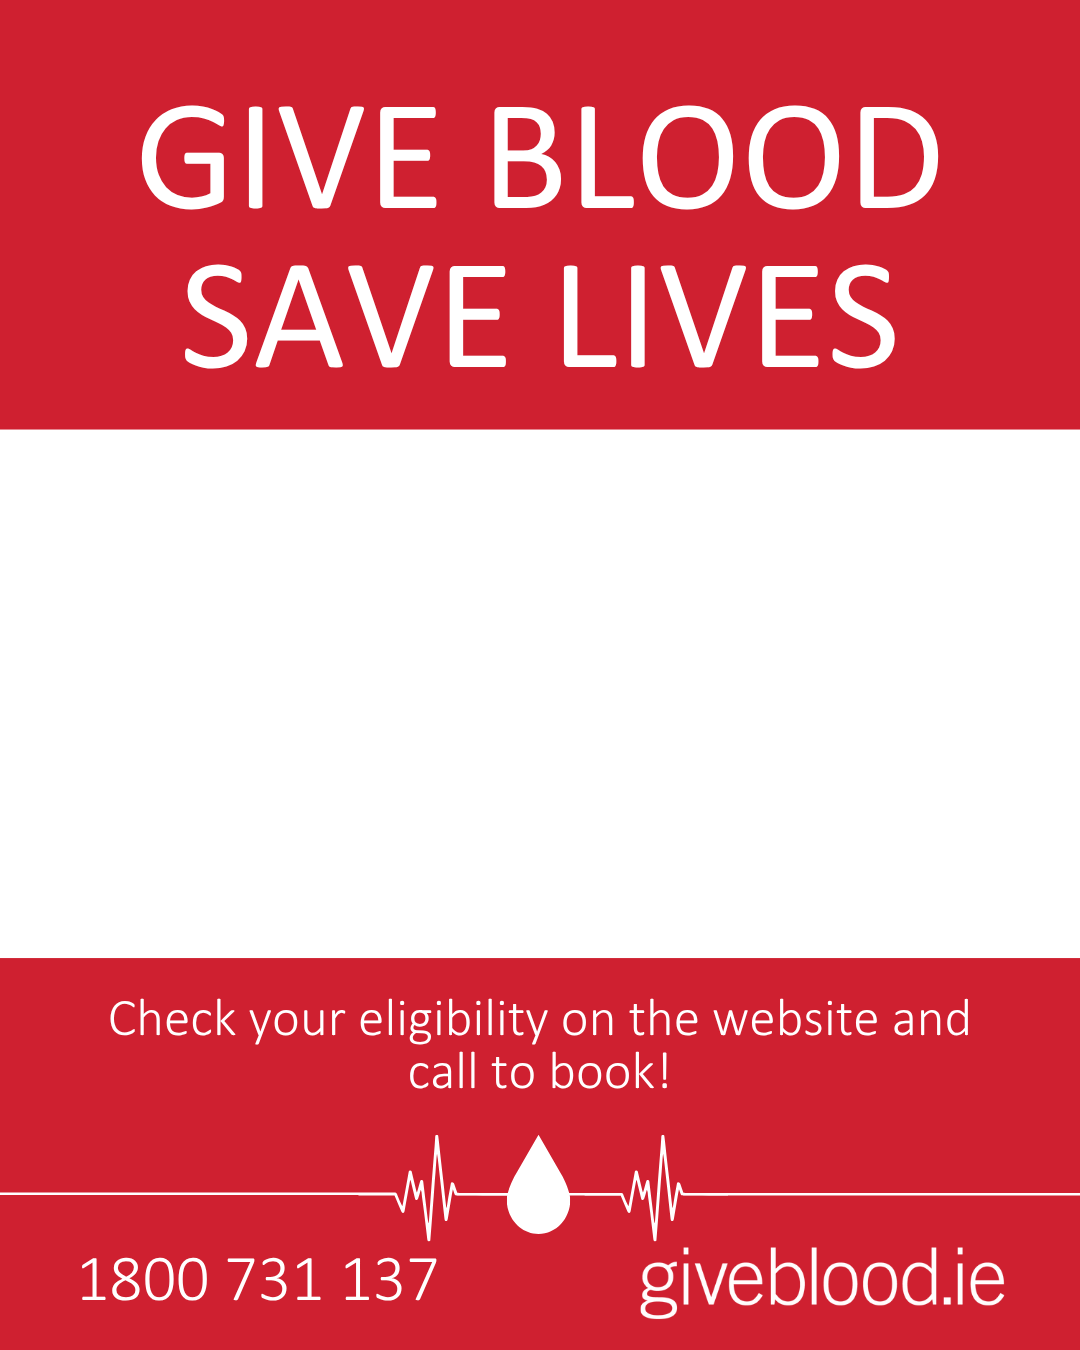 GIVE BLOOD
SAVE LIVES
Check your eligibility on the website and
call to book!
1800 731 137
giveblood.ie